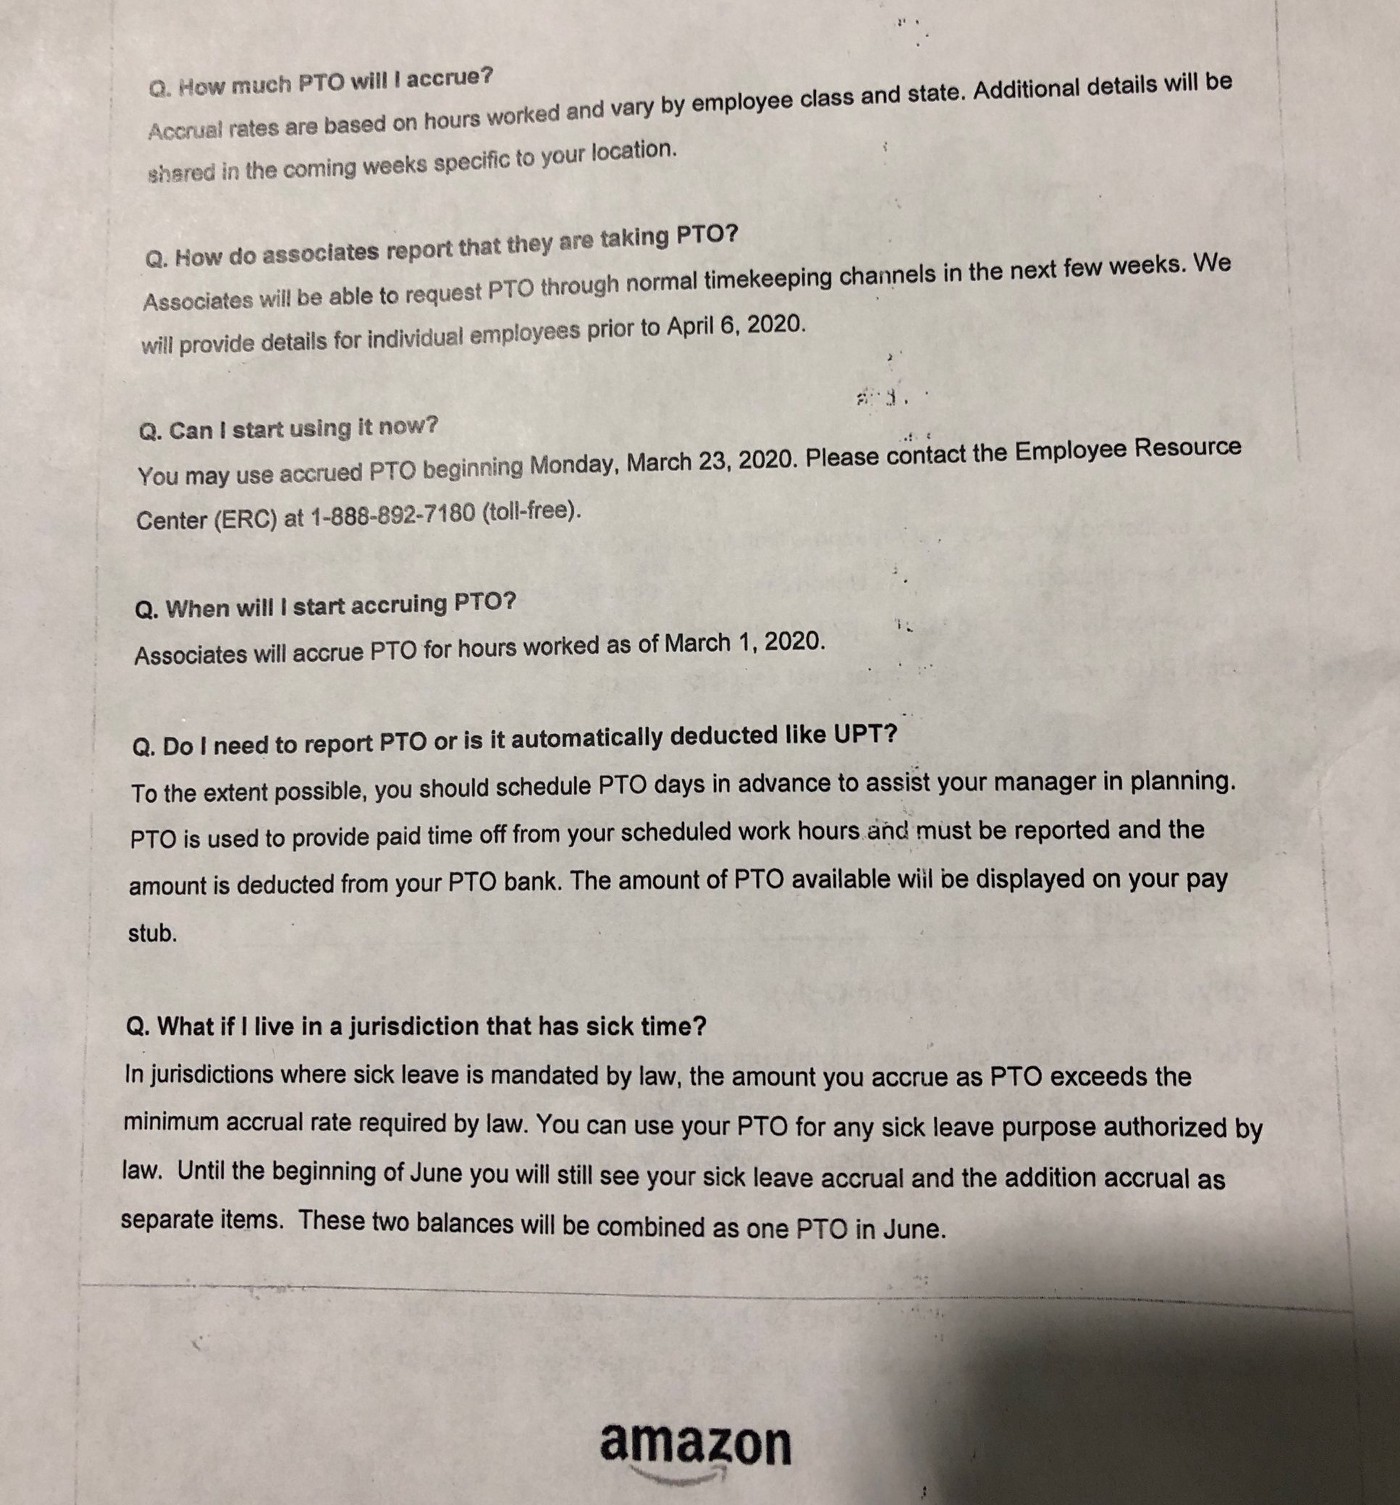 Q. How much PTO will I accrue?
Accrual rates are based on hours worked and vary by employee class and state. Additional details will be
shared in the coming weeks specific to your location.
Q. How do associates report that they are taking PTO?
Associates will be able to request PTO through normal timekeeping channels in the next few weeks. We
will provide details for individual employees prior to April 6, 2020.
Q. Can I start using it now?
You may use accrued PTO beginning Monday, March 23, 2020. Please contact the Employee Resource
Center (ERC) at 1-888-892-7180 (toll-free).
Q. When will I start accruing PTO?
Associates will accrue PTO for hours worked as of March 1, 2020.
Q. Do I need to report PTO or is it automatically deducted like UPT?
To the extent possible, you should schedule PTO days in advance to assist your manager in planning.
PTO is used to provide paid time off from your scheduled work hours and must be reported and the
amount is deducted from your PTO bank. The amount of PTO available will be displayed on your pay
stub.
Q. What if I live in a jurisdiction that has sick time?
In jurisdictions where sick leave is mandated by law, the amount you accrue as PTO exceeds the
minimum accrual rate required by law. You can use your PTO for any sick leave purpose authorized by
law. Until the beginning of June you will still see your sick leave accrual and the addition accrual as
separate items. These two balances will be combined as one PTO in June.
amazon